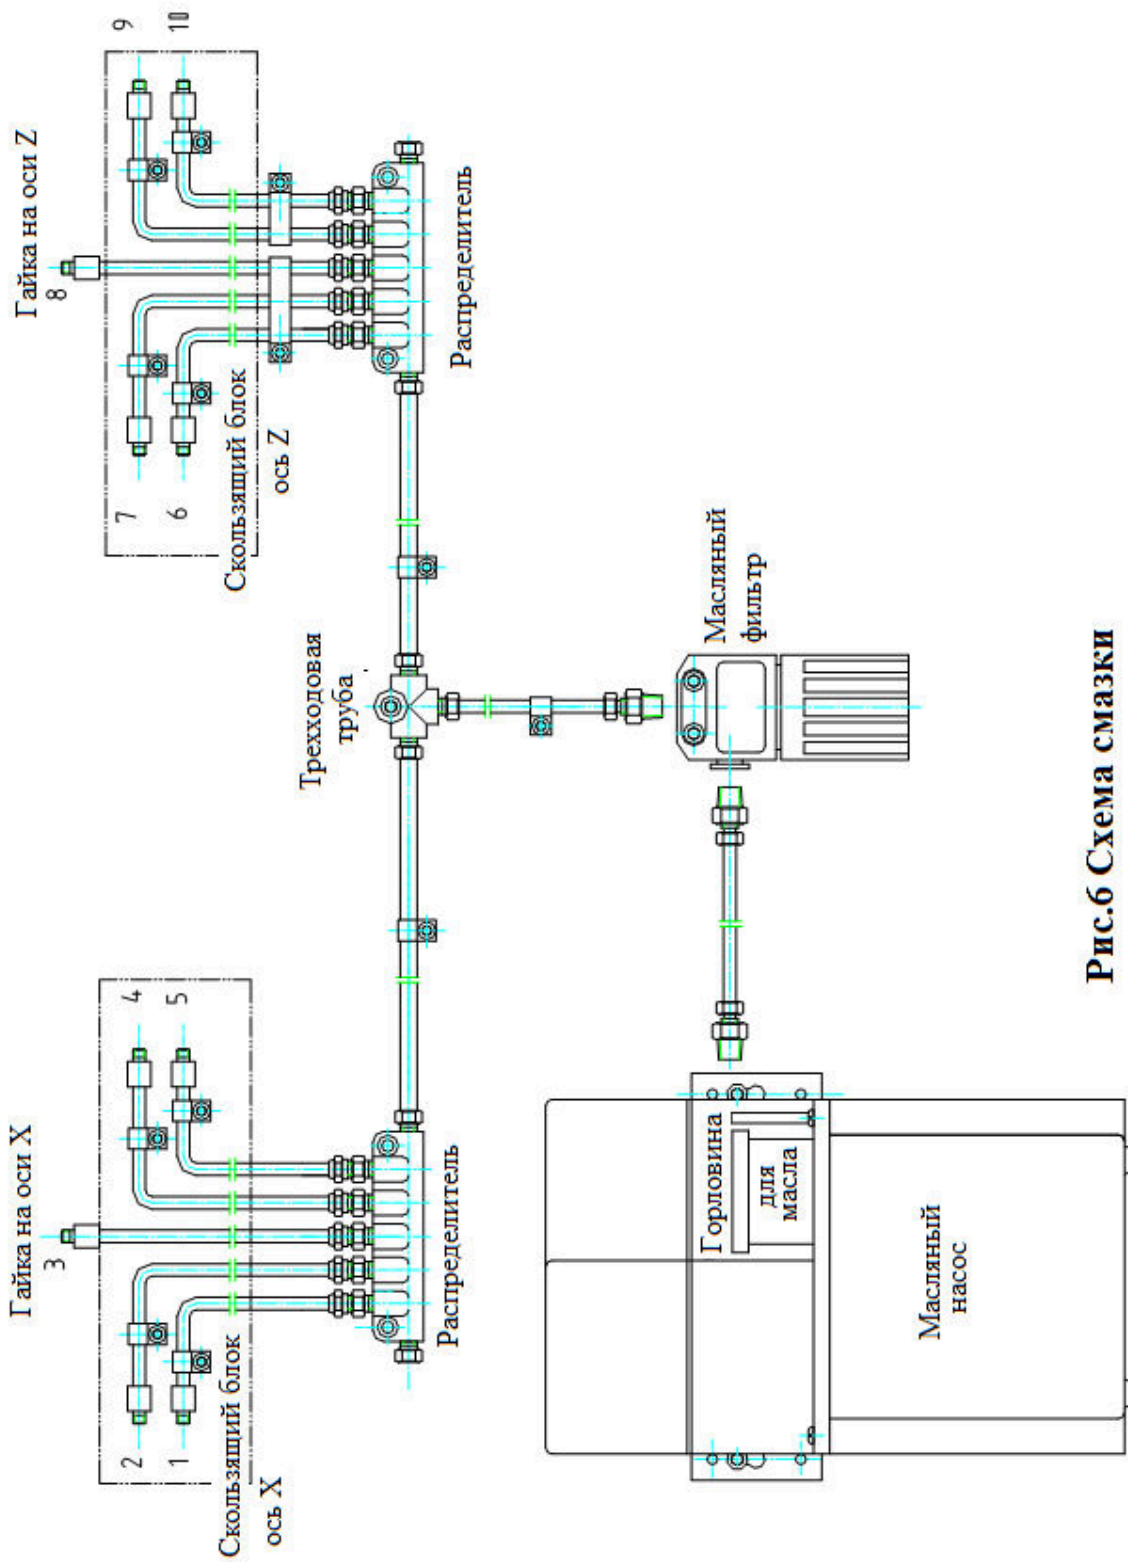 Гайка на оси X
3
2
4
1
5
Скользящий блок
ось X
Распределитель
Гайка на оси Z
8
7
9
6
10
Скользящий блок
ось Z
Распределитель
Трехходовая
труба
Масляный
фильтр
Горловина
для
масла
Масляный
насос
Рис.6 Схема смазки